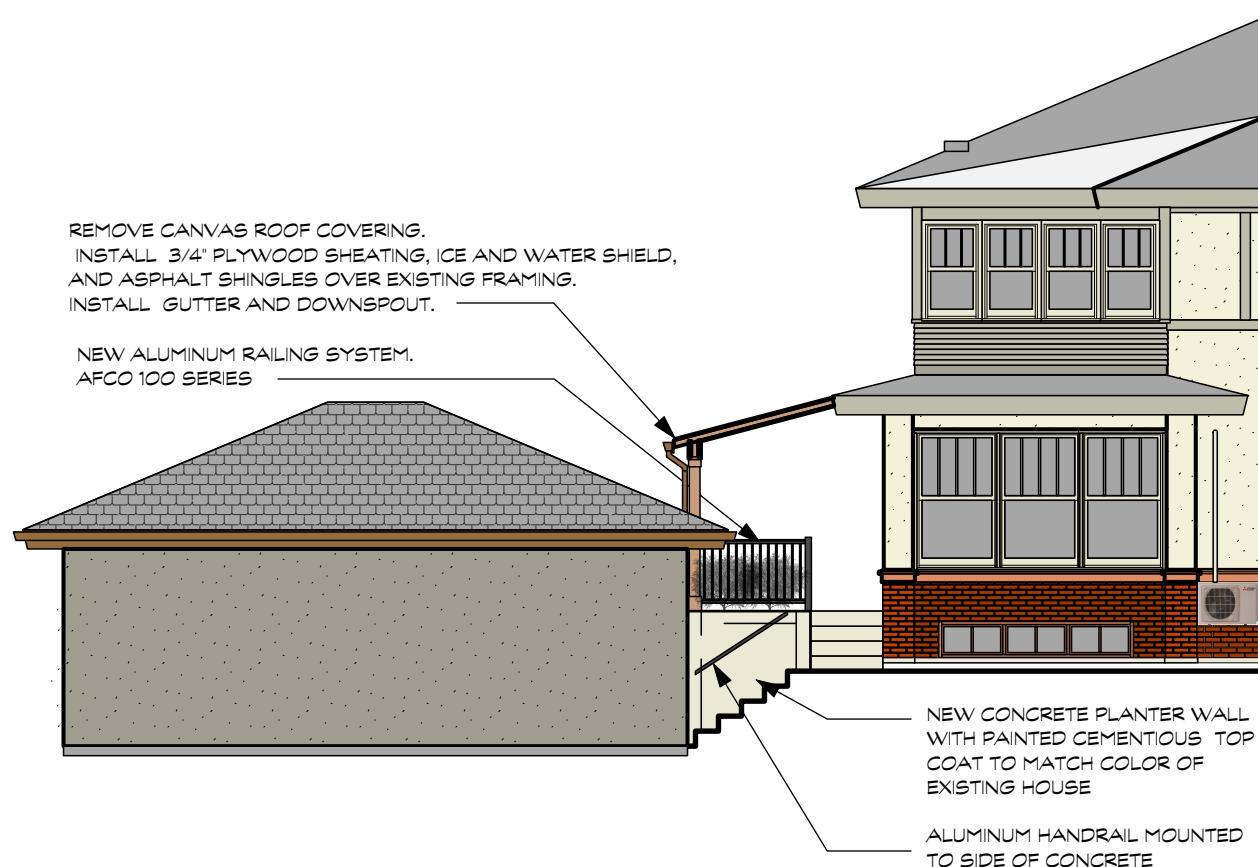 REMOVE CANVAS ROOF COVERING.
INSTALL 3/4" PLYWOOD SHEATING, ICE AND WATER SHIELD,
AND ASPHALT SHINGLES OVER EXISTING FRAMING.
INSTALL GUTTER AND DOWNSPOUT.
NEW ALUMINUM RAILING SYSTEM.
AFCO 100 SERIES
NEW CONCRETE PLANTER WALL
WITH PAINTED CEMENTIOUS TOP
COAT TO MATCH COLOR OF
EXISTING HOUSE
ALUMINUM HANDRAIL MOUNTED
TO SIDE OF CONCRETE